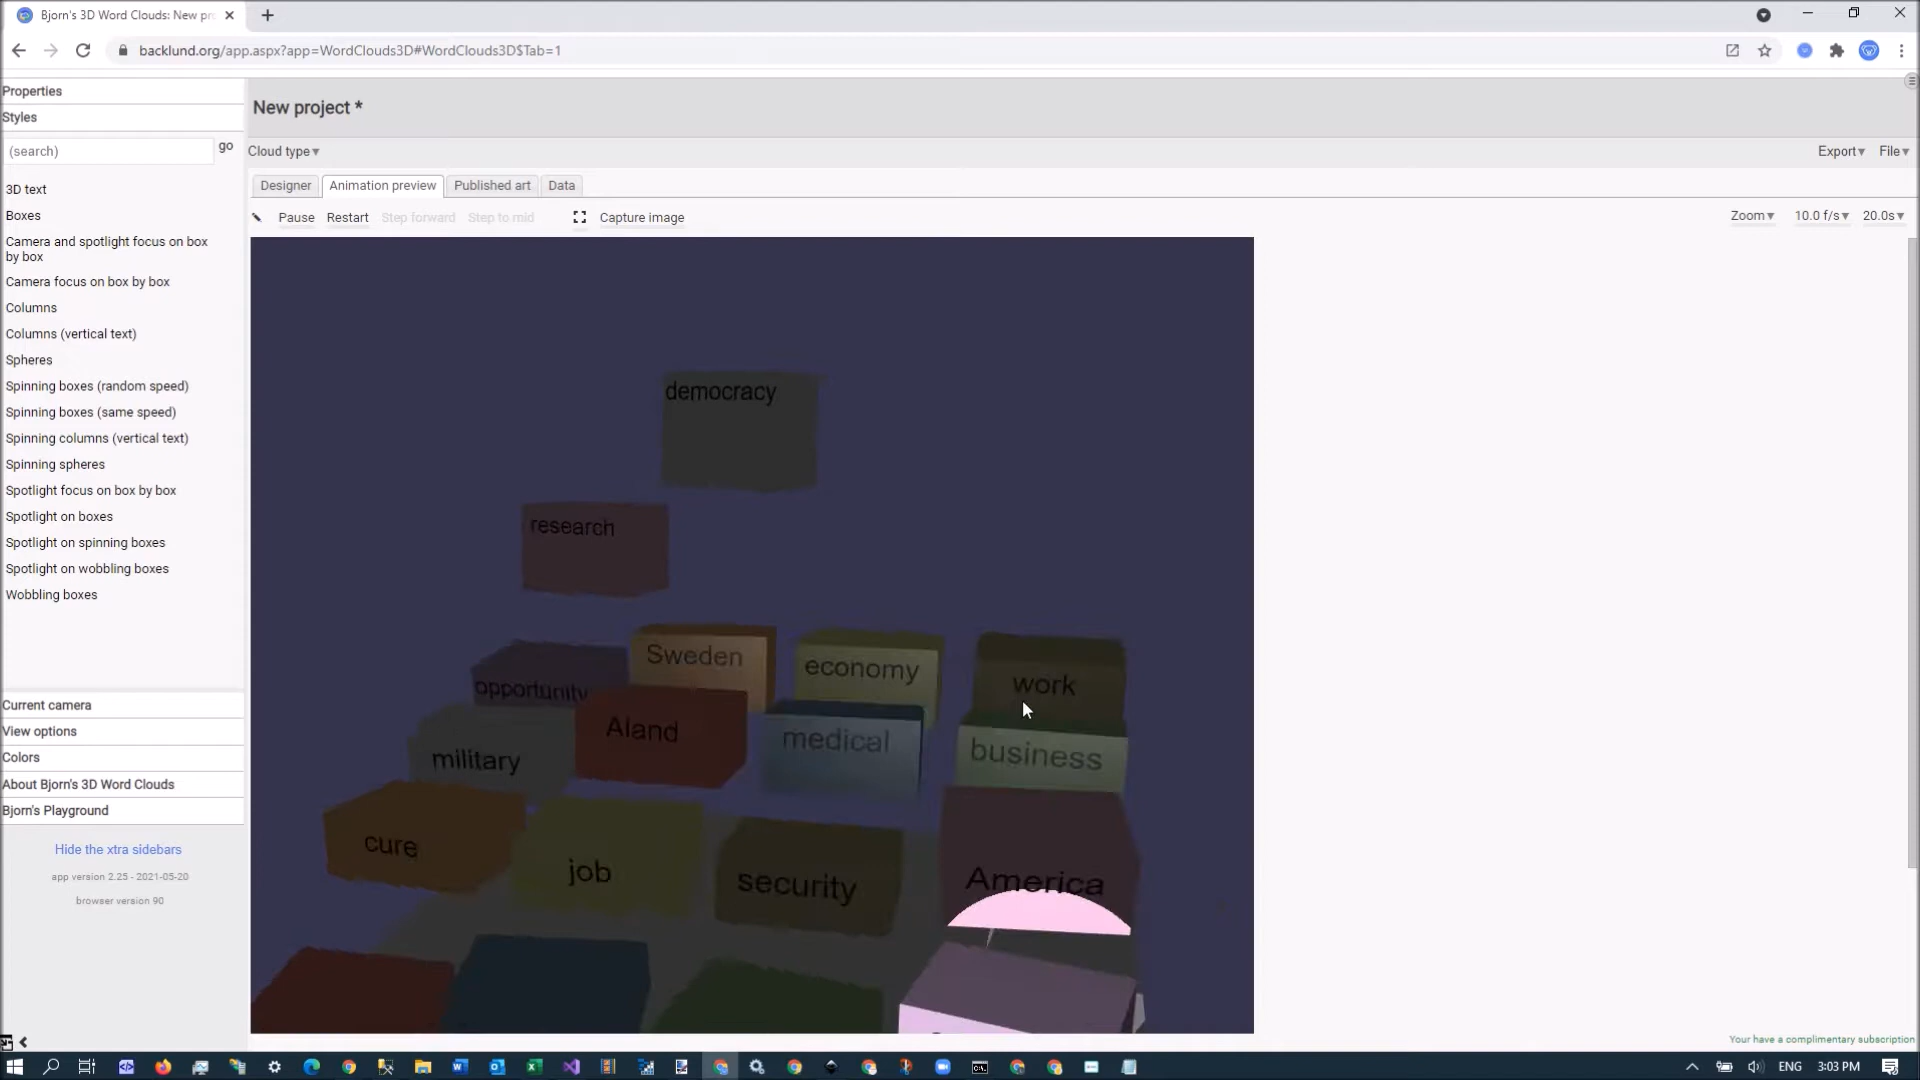 Bjorn's 3D Word Clouds: New pr
backlund.org/app.aspx?app=WordClouds3D#WordClouds3D$Tab=1
Properties
Styles
(search)
go
3D text
Boxes
Camera and spotlight focus on box
by box
Camera focus on box by box
Columns
Columns (vertical text)
Spheres
Spinning boxes (random speed)
Spinning boxes (same speed)
Spinning columns (vertical text)
Spinning spheres
Spotlight focus on box by box
Spotlight on boxes
Spotlight on spinning boxes
Spotlight on wobbling boxes
Wobbling boxes
Current camera
View options
Colors
About Bjorn's 3D Word Clouds
Bjorn's Playground
Hide the xtra sidebars
app version 2.25 - 2021-05-20
browser version 90
New project *
Cloud type
Export
File
Designer
Animation preview
Published art
Data
Pause
Restart
Step forward
Step to mid
Capture image
Zoom
10.0 f/s
20.0s
democracy
research
Sweden
economy
work
opportunity
Aland
medical
business
military
cure
job
security
America
You have a complimentary subscription
ENG
3:03 PM